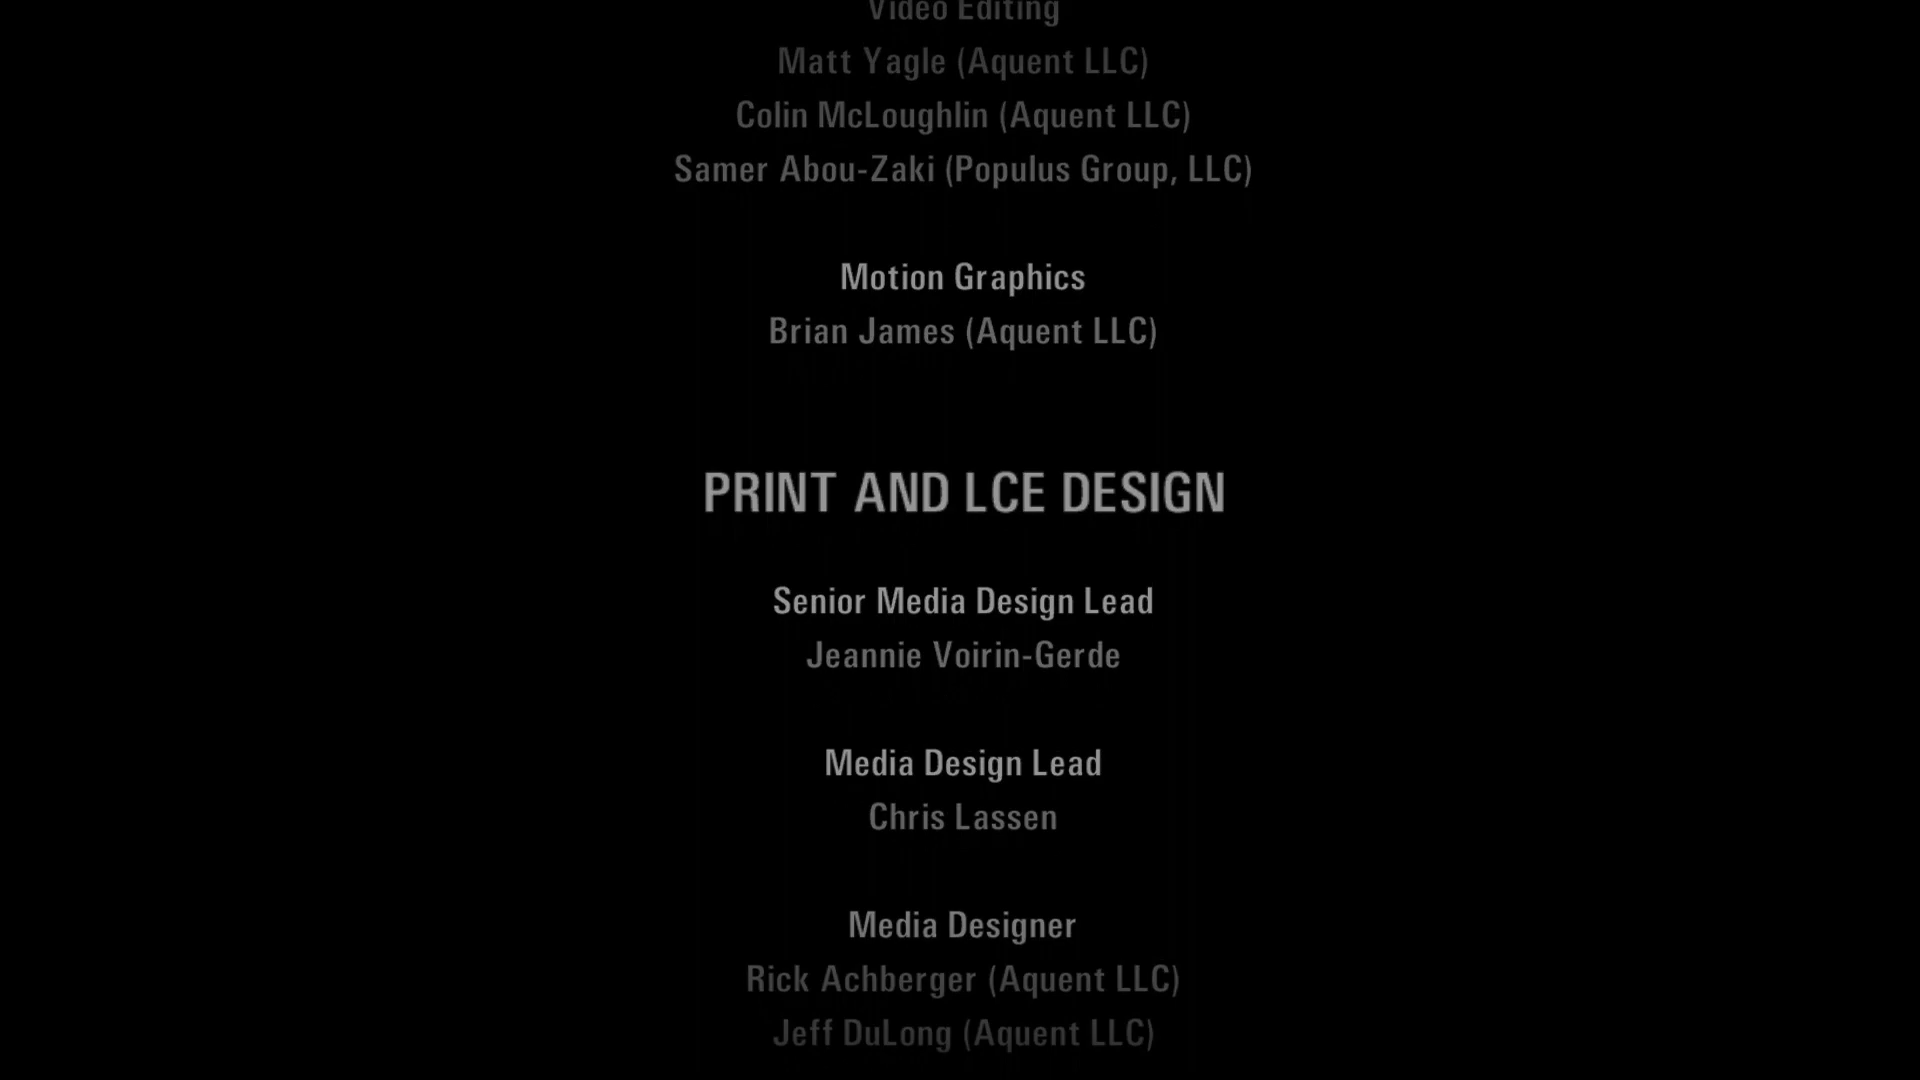 Video Editing
Matt Yagle (Aquent LLC)
Colin McLoughlin (Aquent LLC)
Samer Abou-Zaki (Populus Group, LLC)
Motion Graphics
Brian James (Aquent LLC)
PRINT AND LCE DESIGN
Senior Media Design Lead
Jeannie Voirin-Gerde
Media Design Lead
Chris Lassen
Media Designer
Rick Achberger (Aquent LLC)
Jeff DuLong (Aquent LLC)